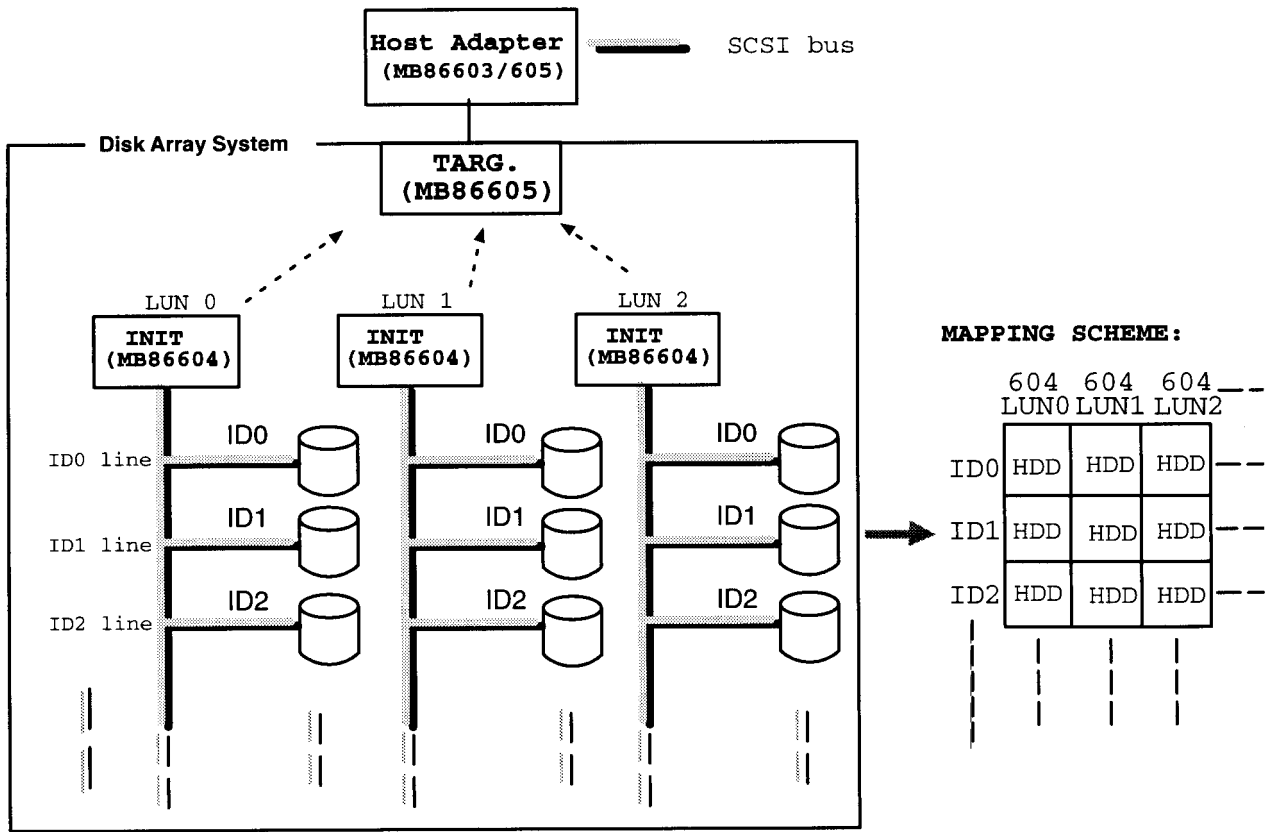 Host Adapter
(MB86603/605)
SCSI bus
Disk Array System
TARG.
(MB86605)
LUN 0
LUN 1
LUN 2
INIT
(MB86604)
INIT
(MB86604)
INIT
(MB86604)
ID0 line
ID0
ID0
ID0
ID1 line
ID1
ID1
ID1
ID2 line
ID2
ID2
ID2
MAPPING SCHEME:
604 604 604
LUN0 LUN1 LUN2
ID0 HDD HDD HDD
ID1 HDD HDD HDD
ID2 HDD HDD HDD